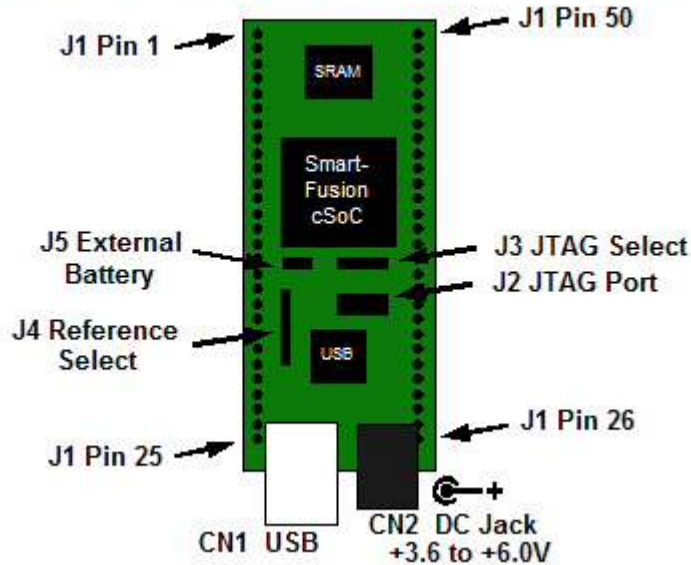 J1 Pin 1
J1 Pin 50
SRAM
Smart-
Fusion
cSoC
J5 External
Battery
J3 JTAG Select
J2 JTAG Port
J4 Reference
Select
USB
J1 Pin 25
J1 Pin 26
CN1 USB
CN2 DC Jack
+3.6 to +6.0V